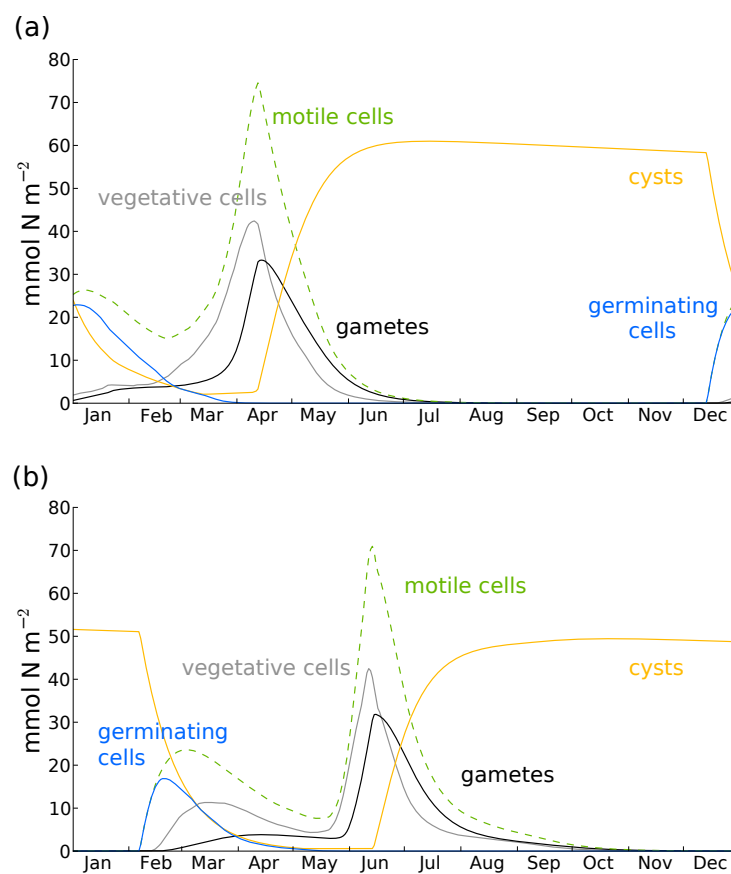 (a)
80
70
60
50
40
30
20
10
0
mmol N m⁻²
motile cells
vegetative cells
cysts
gametes
germinating
cells
Jan Feb Mar Apr May Jun Jul Aug Sep Oct Nov Dec
(b)
80
70
60
50
40
30
20
10
0
mmol N m⁻²
motile cells
vegetative cells
cysts
germinating
cells
gametes
Jan Feb Mar Apr May Jun Jul Aug Sep Oct Nov Dec